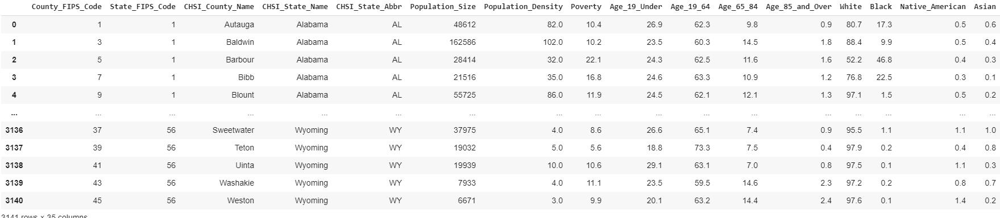 County_FIPS_Code State_FIPS_Code CHSI_County_Name CHSI_State_Name CHSI_State_Abbr Population_Size Population_Density Poverty Age_19_Under Age_19_64 Age_65_84 Age_85_and_Over White Black Native_American Asian
0 1 1 Autauga Alabama AL 48612 82.0 10.4 26.9 62.3 9.8 0.9 80.7 17.3 0.5 0.6
1 3 1 Baldwin Alabama AL 162586 102.0 10.2 23.5 60.3 14.5 1.8 88.4 9.9 0.5 0.4
2 5 1 Barbour Alabama AL 28414 32.0 22.1 24.3 62.5 11.6 1.6 52.2 46.8 0.4 0.3
3 7 1 Bibb Alabama AL 21516 35.0 16.8 24.6 63.3 10.9 1.2 76.8 22.5 0.3 0.1
4 9 1 Blount Alabama AL 55725 86.0 11.9 24.5 62.1 12.1 1.3 97.1 1.5 0.5 0.2
... ... ... ... ... ... ... ... ... ... ... ... ... ... ... ... ...
3136 37 56 Sweetwater Wyoming WY 37975 4.0 8.6 26.6 65.1 7.4 0.9 95.5 1.1 1.1 1.0
3137 39 56 Teton Wyoming WY 19032 5.0 5.6 18.8 73.3 7.5 0.4 97.9 0.2 0.4 0.8
3138 41 56 Uinta Wyoming WY 19939 10.0 10.6 29.1 63.1 7.0 0.8 97.5 0.1 1.1 0.3
3139 43 56 Washakie Wyoming WY 7933 4.0 11.1 23.5 59.5 14.6 2.3 97.2 0.2 0.8 0.7
3140 45 56 Weston Wyoming WY 6671 3.0 9.9 20.1 63.2 14.4 2.4 97.6 0.1 1.4 0.2
3141 rows × 35 columns